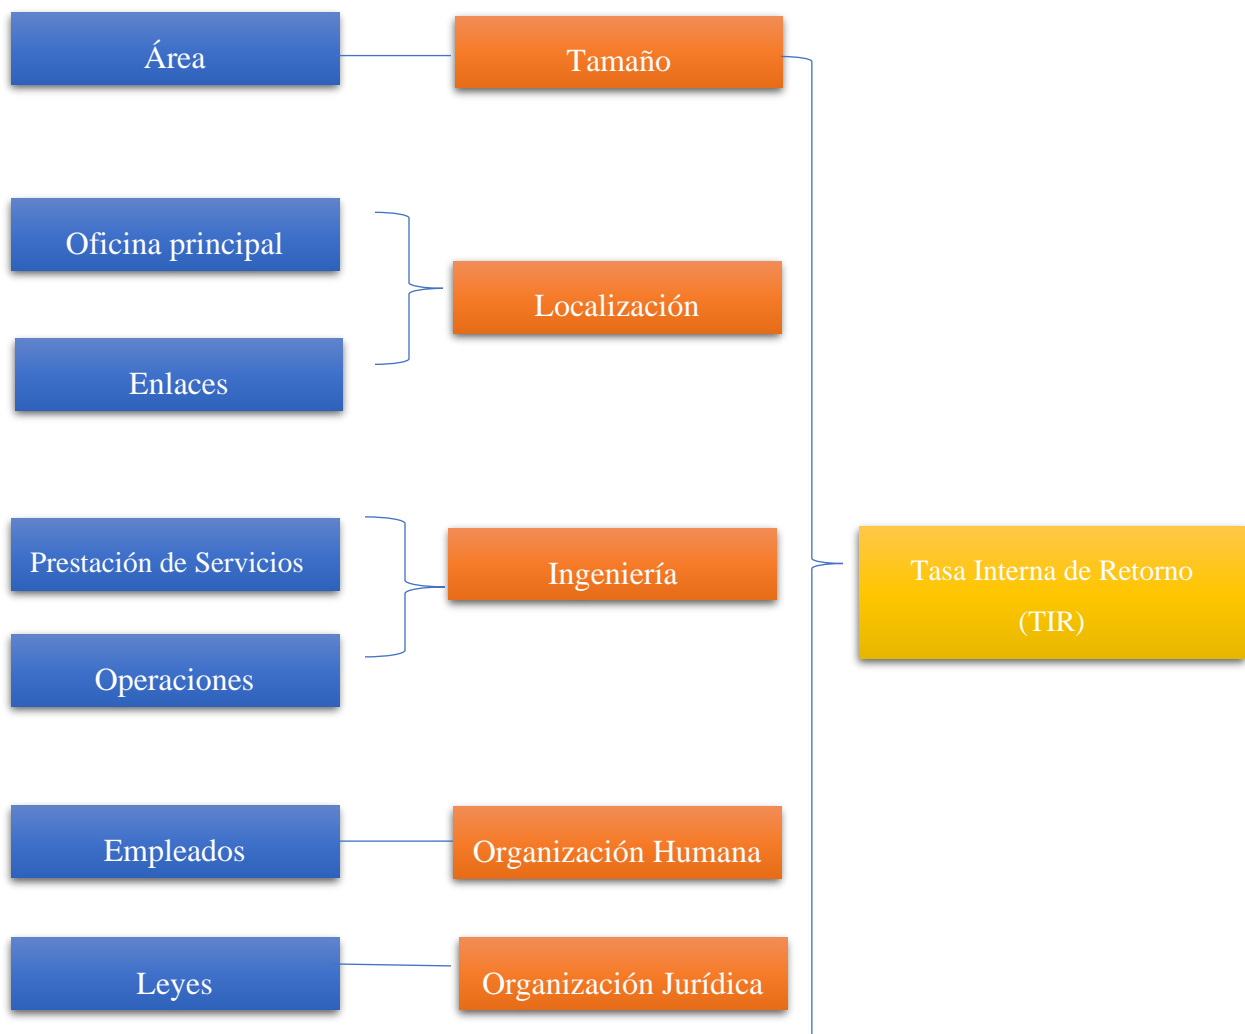 Área
Tamaño
Oficina principal
Localización
Enlaces
Prestación de Servicios
Ingeniería
Tasa Interna de Retorno
(TIR)
Operaciones
Empleados
Organización Humana
Leyes
Organización Jurídica